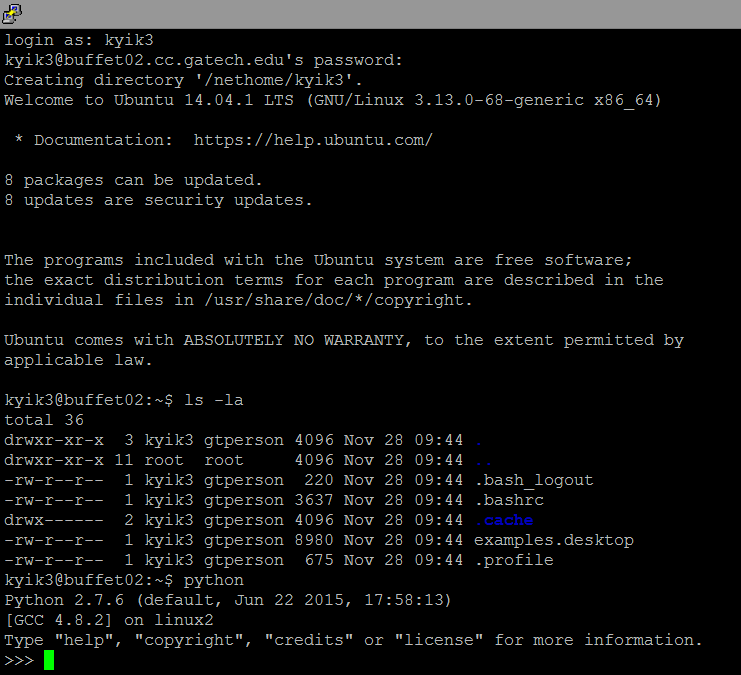 login as: kyik3
kyik3@buffet02.cc.gatech.edu's password:
Creating directory '/nethome/kyik3'.
Welcome to Ubuntu 14.04.1 LTS (GNU/Linux 3.13.0-68-generic x86_64)
 * Documentation:  https://help.ubuntu.com/
8 packages can be updated.
8 updates are security updates.
The programs included with the Ubuntu system are free software;
the exact distribution terms for each program are described in the
individual files in /usr/share/doc/*/copyright.
Ubuntu comes with ABSOLUTELY NO WARRANTY, to the extent permitted by
applicable law.
kyik3@buffet02:~$ ls -la
total 36
drwxr-xr-x  3 kyik3 gtperson 4096 Nov 28 09:44 .
drwxr-xr-x 11 root  root     4096 Nov 28 09:44 ..
-rw-r--r--  1 kyik3 gtperson  220 Nov 28 09:44 .bash_logout
-rw-r--r--  1 kyik3 gtperson 3637 Nov 28 09:44 .bashrc
drwx------  2 kyik3 gtperson 4096 Nov 28 09:44 .cache
-rw-r--r--  1 kyik3 gtperson 8980 Nov 28 09:44 examples.desktop
-rw-r--r--  1 kyik3 gtperson  675 Nov 28 09:44 .profile
kyik3@buffet02:~$ python
Python 2.7.6 (default, Jun 22 2015, 17:58:13)
[GCC 4.8.2] on linux2
Type "help", "copyright", "credits" or "license" for more information.
>>>